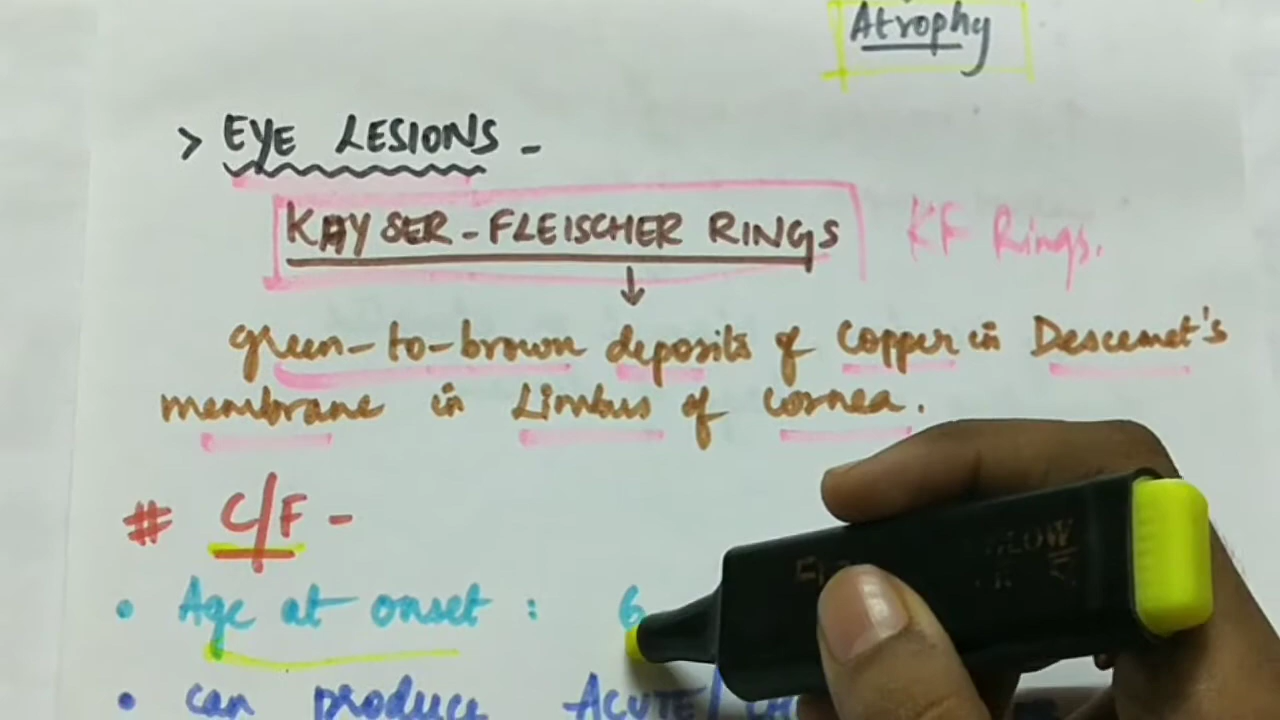 Atrophy
> EYE LESIONS -
KAYSER-FLEISCHER RINGS KF Rings.
↓
green-to-brown deposits of copper in Descemet's
membrane in Limbus of cornea.
# C/F -
• Age at onset : 6
• can produce ACUTE/